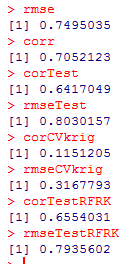 > rmse
[1] 0.7495035
> corr
[1] 0.7052123
> corTest
[1] 0.6417049
> rmseTest
[1] 0.8030157
> corCVkrig
[1] 0.1151205
> rmseCVkrig
[1] 0.3167793
> corTestRFRK
[1] 0.6554031
> rmseTestRFRK
[1] 0.7935602
>